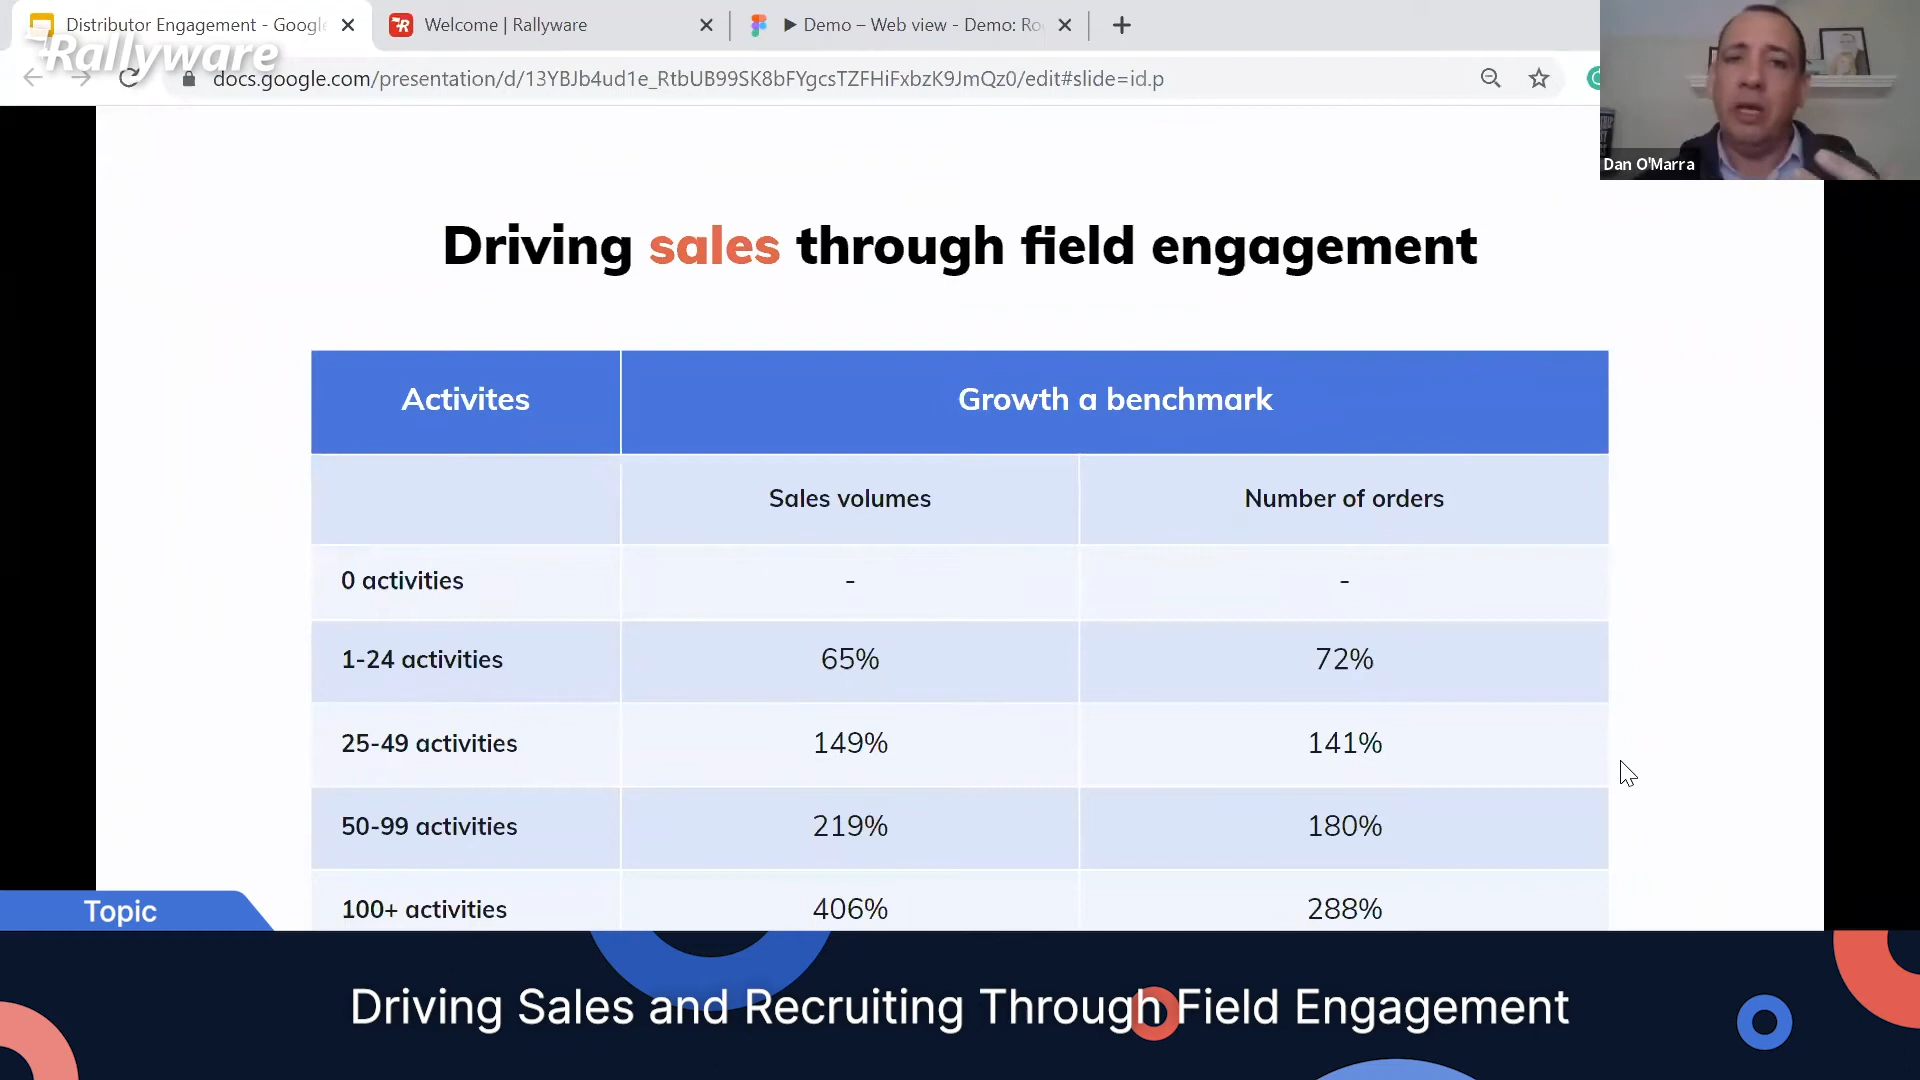 Distributor Engagement - Google
Welcome | Rallyware
Demo – Web view - Demo: Ro
Rallyware
docs.google.com/presentation/d/13YBJb4ud1e_RtbUB99SK8bFYgcsTZFHiFxbzK9JmQz0/edit#slide=id.p
Dan O'Marra
Driving sales through field engagement
Activites Growth a benchmark
Sales volumes Number of orders
0 activities - -
1-24 activities 65% 72%
25-49 activities 149% 141%
50-99 activities 219% 180%
100+ activities 406% 288%
Topic
Driving Sales and Recruiting Through Field Engagement